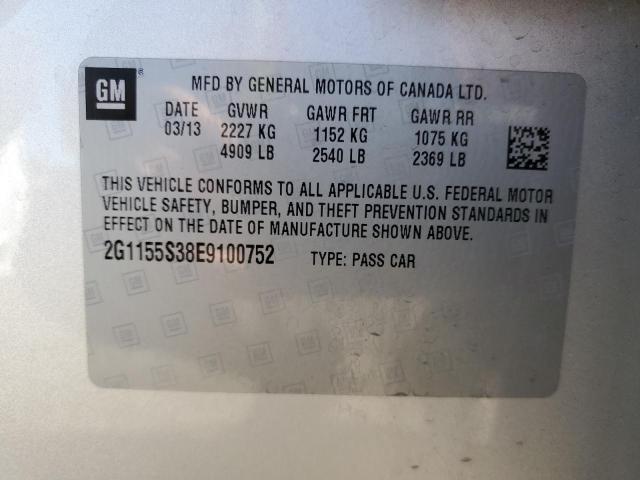 GM ® MFD BY GENERAL MOTORS OF CANADA LTD.
DATE GVWR GAWR FRT GAWR RR
03/13 2227 KG 1152 KG 1075 KG
4909 LB 2540 LB 2369 LB
THIS VEHICLE CONFORMS TO ALL APPLICABLE U.S. FEDERAL MOTOR
VEHICLE SAFETY, BUMPER, AND THEFT PREVENTION STANDARDS IN
EFFECT ON THE DATE OF MANUFACTURE SHOWN ABOVE.
2G1155S38E9100752 TYPE: PASS CAR